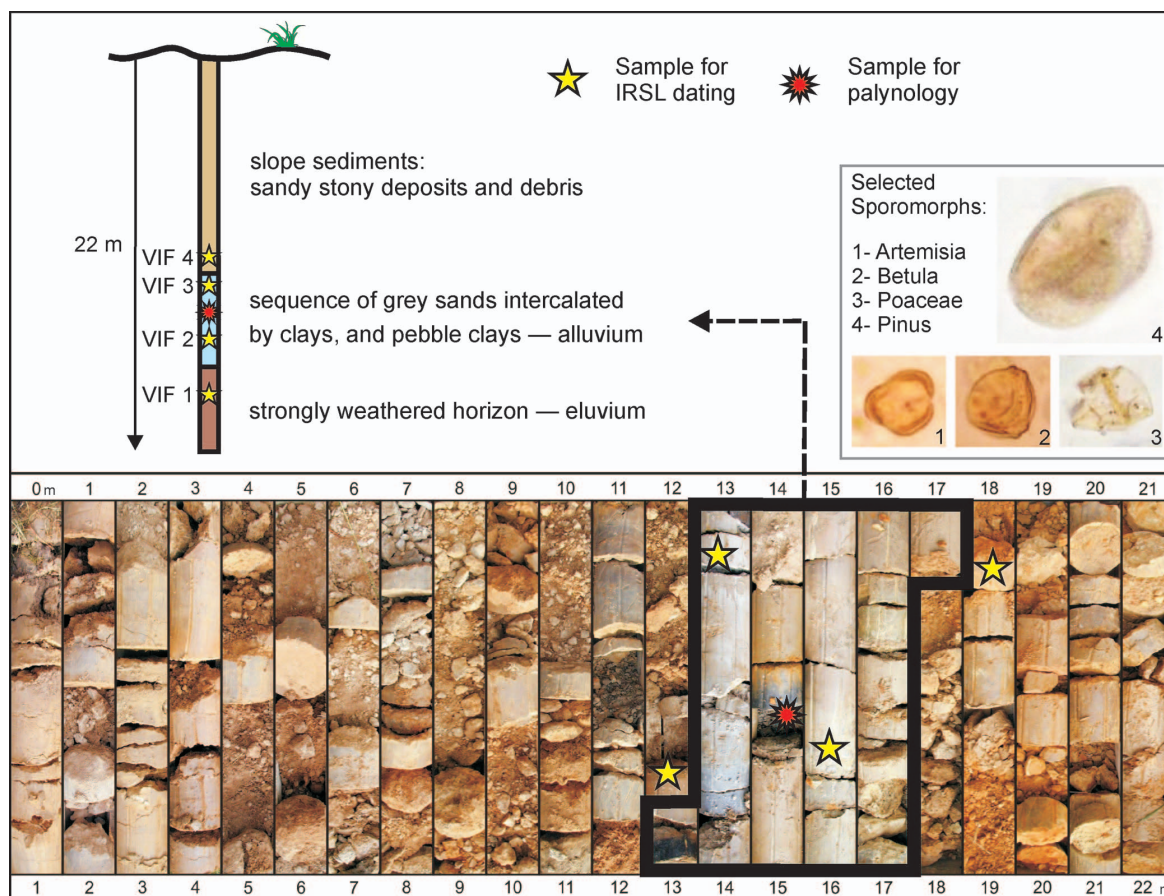 Sample for
IRSL dating
Sample for
palynology
slope sediments:
sandy stony deposits and debris
22 m
VIF 4
VIF 3
VIF 2
VIF 1
sequence of grey sands intercalated
by clays, and pebble clays — alluvium
strongly weathered horizon — eluvium
Selected
Sporomorphs:
1- Artemisia
2- Betula
3- Poaceae
4- Pinus
4
1
2
3
0 m 1 2 3 4 5 6 7 8 9 10 11 12 13 14 15 16 17 18 19 20 21
1 2 3 4 5 6 7 8 9 10 11 12 13 14 15 16 17 18 19 20 21 22 m